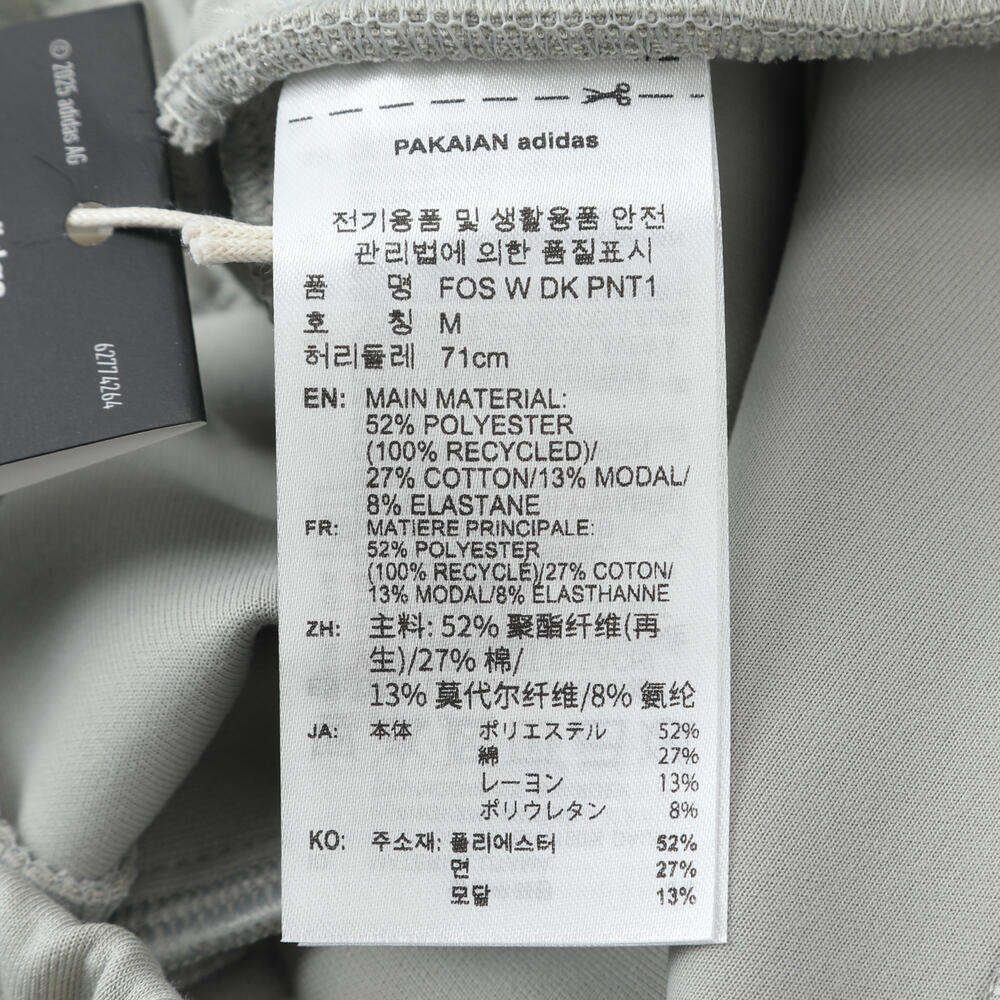 © 2025 adidas AG
62774264
PAKAIAN adidas
전기용품 및 생활용품 안전
관리법에 의한 품질표시
품 명 FOS W DK PNT1
호 칭 M
허리둘레 71cm
EN: MAIN MATERIAL:
52% POLYESTER
(100% RECYCLED)/
27% COTTON/13% MODAL/
8% ELASTANE
FR: MATIÈRE PRINCIPALE:
52% POLYESTER
(100% RECYCLÉ)/27% COTON/
13% MODAL/8% ÉLASTHANNE
ZH: 主料: 52% 聚酯纤维(再
生)/27% 棉/
13% 莫代尔纤维/8% 氨纶
JA: 本体 ポリエステル 52%
綿 27%
レーヨン 13%
ポリウレタン 8%
KO: 주소재: 폴리에스터 52%
면 27%
모달 13%